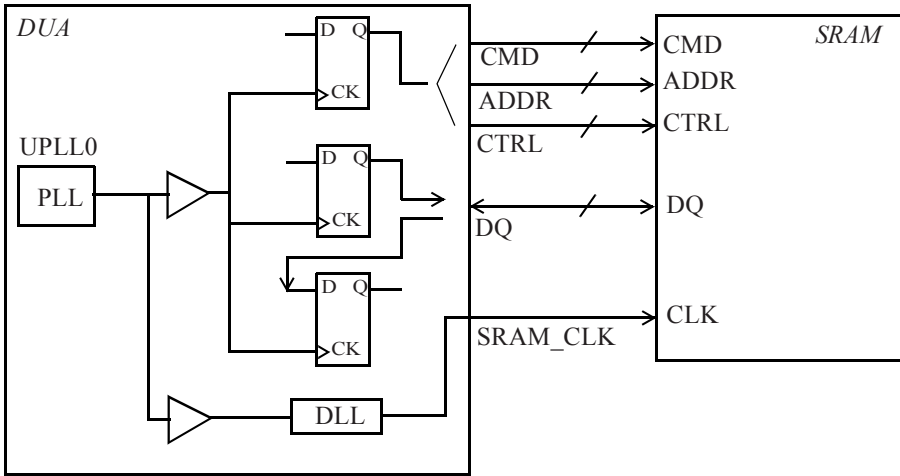 DUA
D Q
CK
UPLL0
PLL
D Q
CK
D Q
CK
DLL
CMD
ADDR
CTRL
DQ
SRAM_CLK
SRAM
CMD
ADDR
CTRL
DQ
CLK